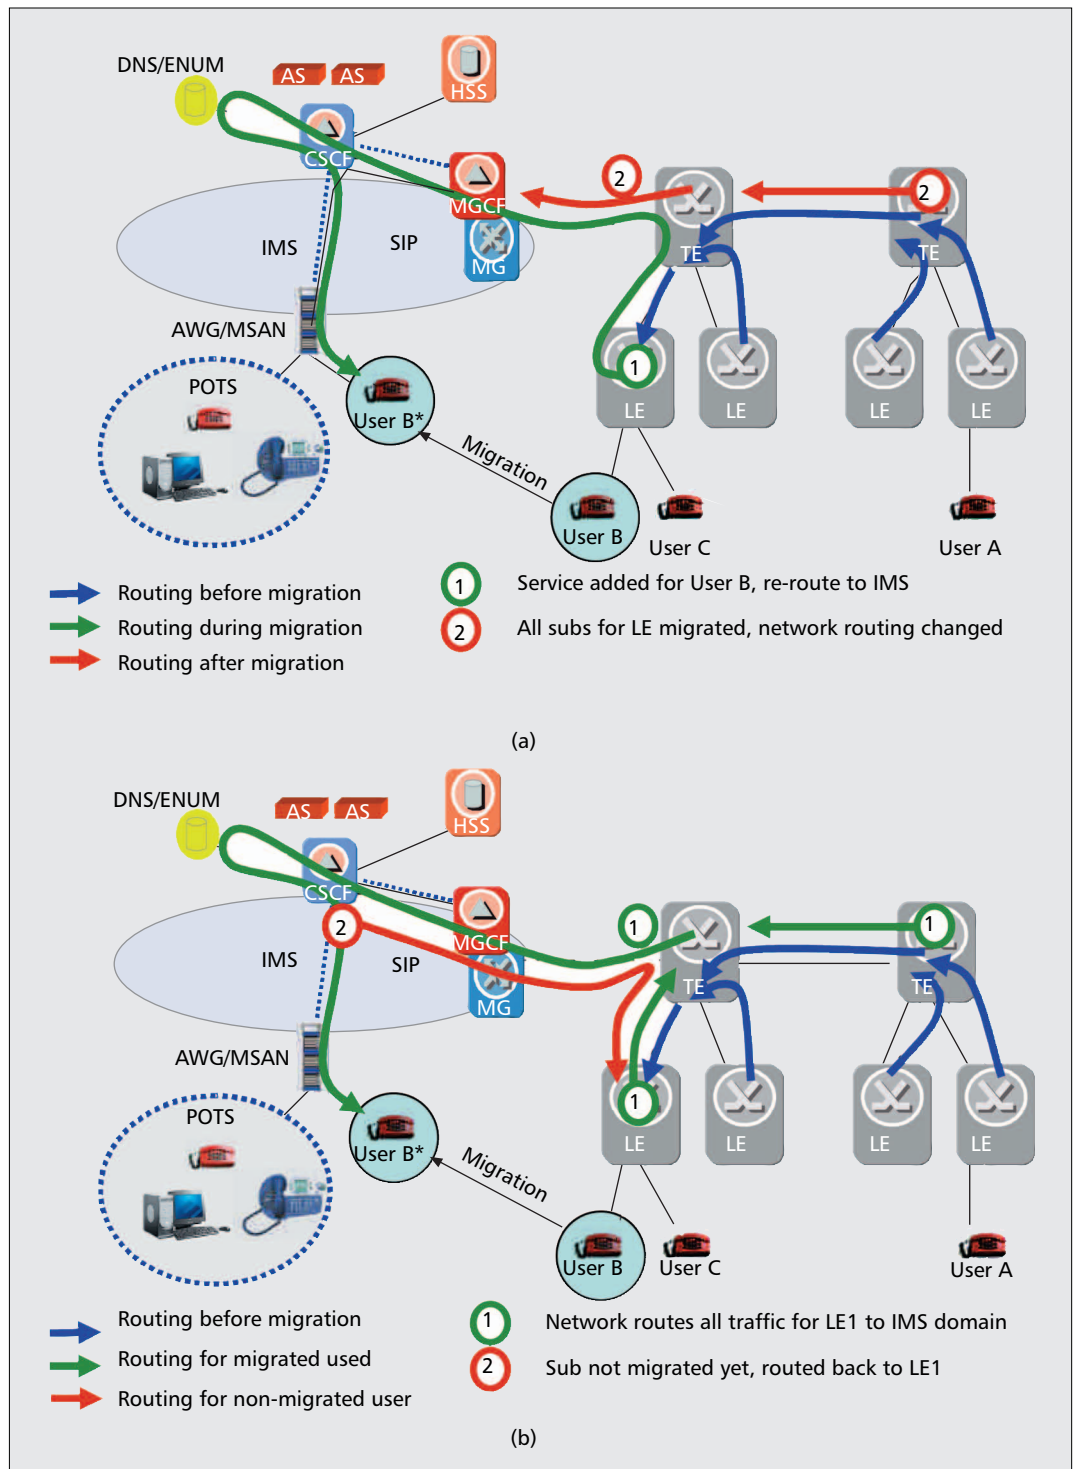 DNS/ENUM
AS AS
HSS
CSCF
MGCF
2
2
IMS
SIP
MG
TE
TE
AWG/MSAN
POTS
1
User B*
LE
LE
LE
LE
Migration
User B
User C
User A
Routing before migration
1 Service added for User B, re-route to IMS
Routing during migration
2 All subs for LE migrated, network routing changed
Routing after migration
(a)
DNS/ENUM
AS AS
HSS
CSCF
MGCF
2
1
1
IMS
SIP
MG
TE
TE
AWG/MSAN
POTS
1
User B*
LE
LE
LE
LE
Migration
User B
User C
User A
Routing before migration
1 Network routes all traffic for LE1 to IMS domain
Routing for migrated used
2 Sub not migrated yet, routed back to LE1
Routing for non-migrated user
(b)